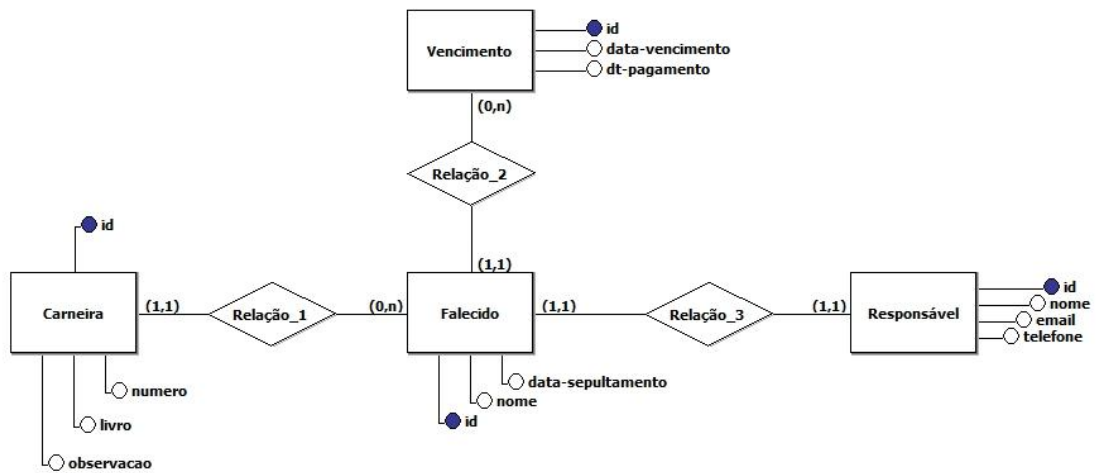 Vencimento
id
data-vencimento
dt-pagamento
(0,n)
Relação_2
(1,1)
id
Carneira
(1,1)
Relação_1
(0,n)
Falecido
(1,1)
Relação_3
(1,1)
Responsável
id
nome
email
telefone
numero
livro
observacao
data-sepultamento
nome
id